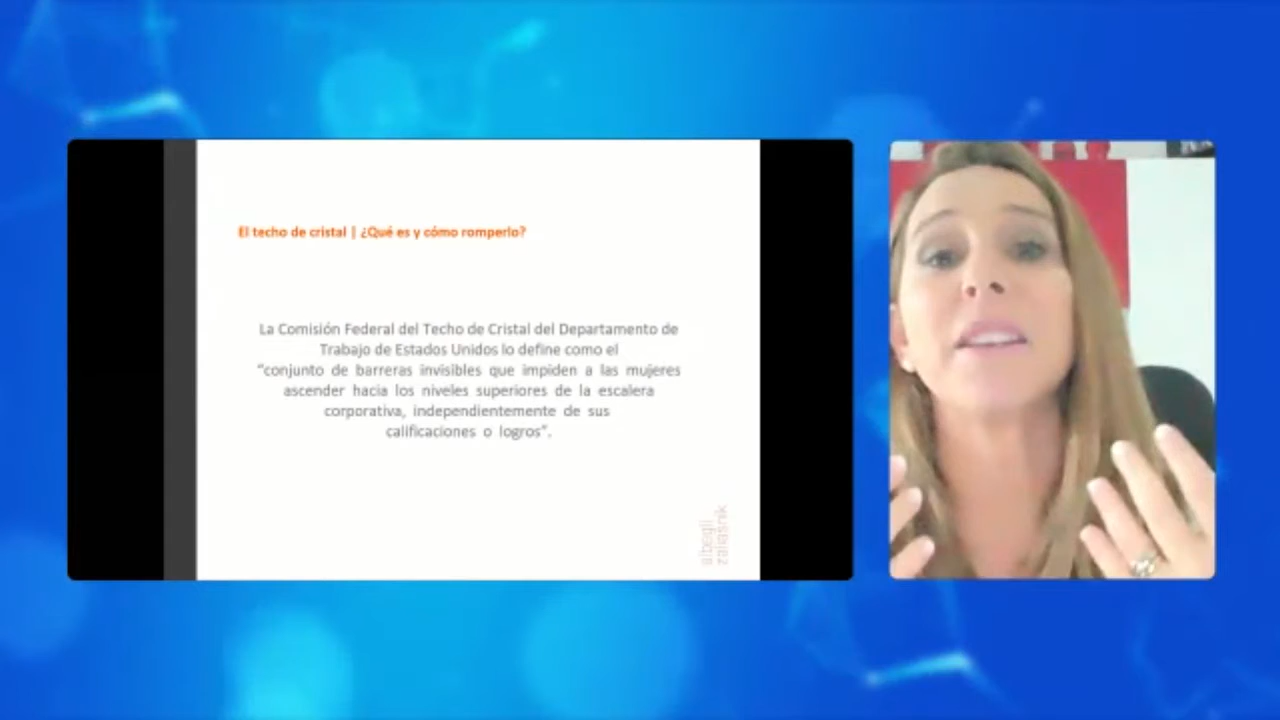 El techo de cristal | ¿Qué es y cómo romperlo?
La Comisión Federal del Techo de Cristal del Departamento de
Trabajo de Estados Unidos lo define como el
“conjunto de barreras invisibles que impiden a las mujeres
ascender hacia los niveles superiores de la escalera
corporativa, independientemente de sus
calificaciones o logros”.
albagli
zaliasnik